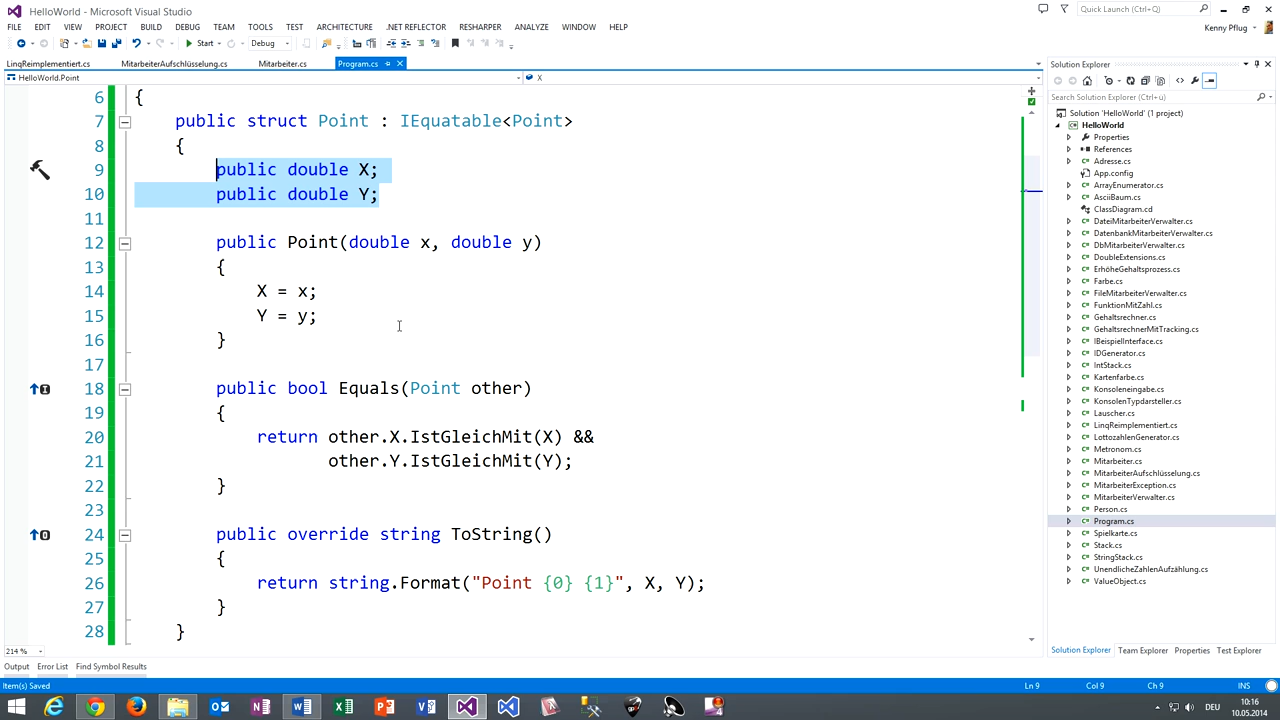 HelloWorld - Microsoft Visual Studio
Quick Launch (Ctrl+Q)
FILE EDIT VIEW PROJECT BUILD DEBUG TEAM TOOLS TEST ARCHITECTURE .NET REFLECTOR RESHARPER ANALYZE WINDOW HELP
Kenny Pflug
Start Debug
LinqReimplementiert.cs MitarbeiterAufschlüsselung.cs Mitarbeiter.cs Program.cs
HelloWorld.Point X
6 {
7 public struct Point : IEquatable<Point>
8 {
9 public double X;
10 public double Y;
11
12 public Point(double x, double y)
13 {
14 X = x;
15 Y = y;
16 }
17
18 public bool Equals(Point other)
19 {
20 return other.X.IstGleichMit(X) &&
21 other.Y.IstGleichMit(Y);
22 }
23
24 public override string ToString()
25 {
26 return string.Format("Point {0} {1}", X, Y);
27 }
28 }
214 %
Solution Explorer
Search Solution Explorer (Ctrl+ü)
Solution 'HelloWorld' (1 project)
HelloWorld
Properties
References
Adresse.cs
App.config
ArrayEnumerator.cs
AsciiBaum.cs
ClassDiagram.cd
DateiMitarbeiterVerwalter.cs
DatenbankMitarbeiterVerwalter.cs
DbMitarbeiterVerwalter.cs
DoubleExtensions.cs
ErhöheGehaltsprozess.cs
Farbe.cs
FileMitarbeiterVerwalter.cs
FunktionMitZahl.cs
Gehaltsrechner.cs
GehaltsrechnerMitTracking.cs
IBeispielInterface.cs
IDGenerator.cs
IntStack.cs
Kartenfarbe.cs
Konsoleneingabe.cs
KonsolenTypdarsteller.cs
Lauscher.cs
LinqReimplementiert.cs
LottozahlenGenerator.cs
Metronom.cs
Mitarbeiter.cs
MitarbeiterAufschlüsselung.cs
MitarbeiterException.cs
MitarbeiterVerwalter.cs
Person.cs
Program.cs
Spielkarte.cs
Stack.cs
StringStack.cs
UnendlicheZahlenAufzählung.cs
ValueObject.cs
Solution Explorer Team Explorer Properties Test Explorer
Output Error List Find Symbol Results
Item(s) Saved Ln 9 Col 9 Ch 9 INS
DEU 10:16
10.05.2014